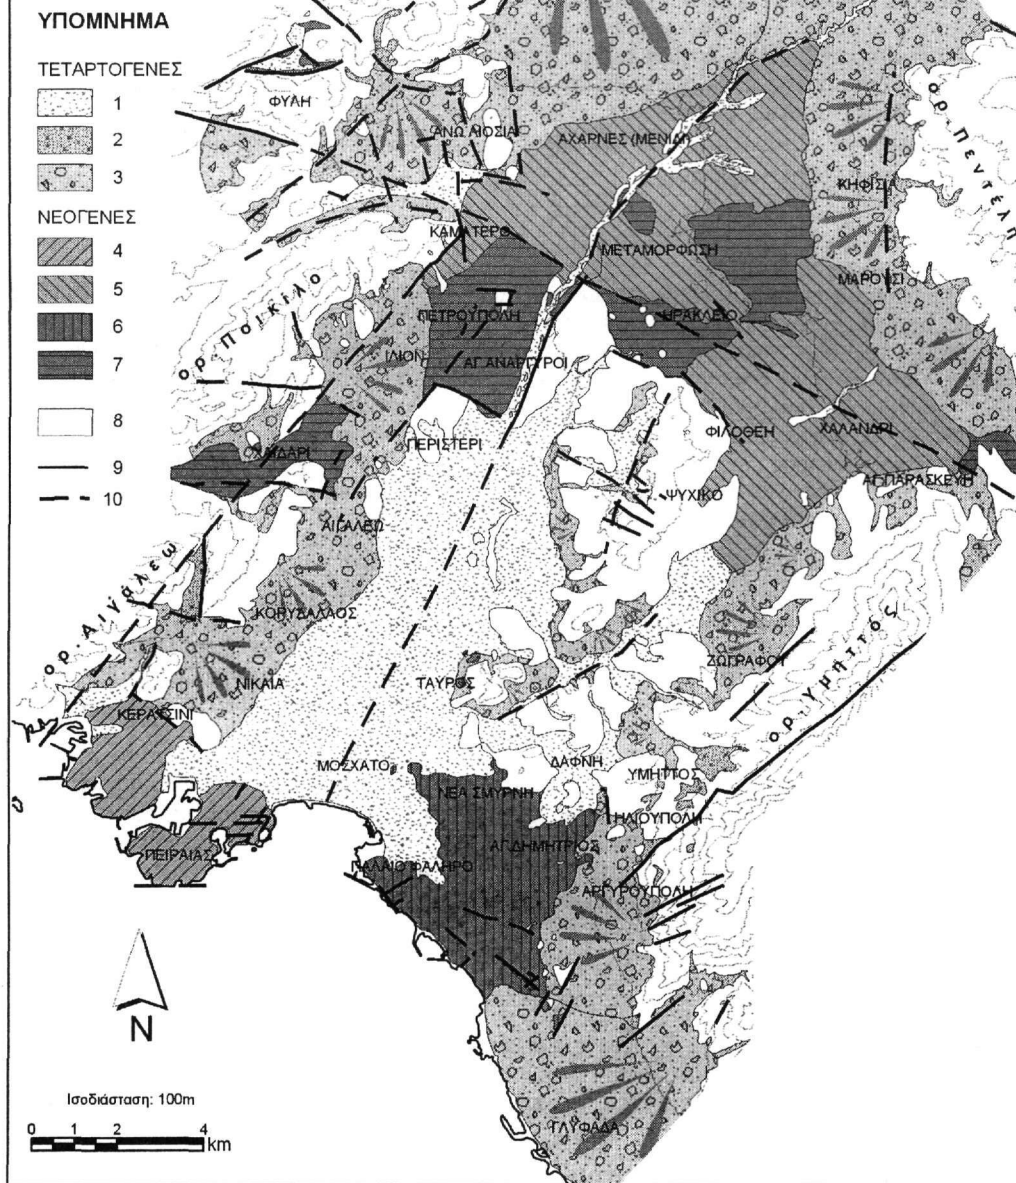 ΥΠΟΜΝΗΜΑ
ΤΕΤΑΡΤΟΓΕΝΕΣ
1
2
3
ΝΕΟΓΕΝΕΣ
4
5
6
7
8
9
10
ΦΥΛΗ
ΑΝΩ ΛΙΟΣΙΑ
ΑΧΑΡΝΕΣ (ΜΕΝΙΔΙ)
ορ. Πεντέλη
ΚΗΦΙΣΙΑ
ΚΑΜΑΤΕΡΟ
ΜΕΤΑΜΟΡΦΩΣΗ
ΜΑΡΟΥΣΙ
ορ. Ποικίλο
ΠΕΤΡΟΥΠΟΛΗ
ΗΡΑΚΛΕΙΟ
ΙΛΙΟΝ
ΑΓ.ΑΝΑΡΓΥΡΟΙ
ΠΕΡΙΣΤΕΡΙ
ΦΙΛΟΘΕΗ
ΧΑΛΑΝΔΡΙ
ΧΑΪΔΑΡΙ
ΑΓ.ΠΑΡΑΣΚΕΥΗ
ΨΥΧΙΚΟ
ΑΙΓΑΛΕΩ
ορ. Αιγάλεω
ΚΟΡΥΔΑΛΛΟΣ
ορ. Υμηττός
ΖΩΓΡΑΦΟΥ
ΝΙΚΑΙΑ
ΤΑΥΡΟΣ
ΚΕΡΑΤΣΙΝΙ
ΜΟΣΧΑΤΟ
ΔΑΦΝΗ
ΥΜΗΤΤΟΣ
ΝΕΑ ΣΜΥΡΝΗ
ΗΛΙΟΥΠΟΛΗ
ΑΓ.ΔΗΜΗΤΡΙΟΣ
ΠΕΙΡΑΙΑΣ
ΠΑΛΑΙΟ ΦΑΛΗΡΟ
ΑΡΓΥΡΟΥΠΟΛΗ
N
Ισοδιάσταση: 100m
0 1 2 4
km
ΓΛΥΦΑΔΑ